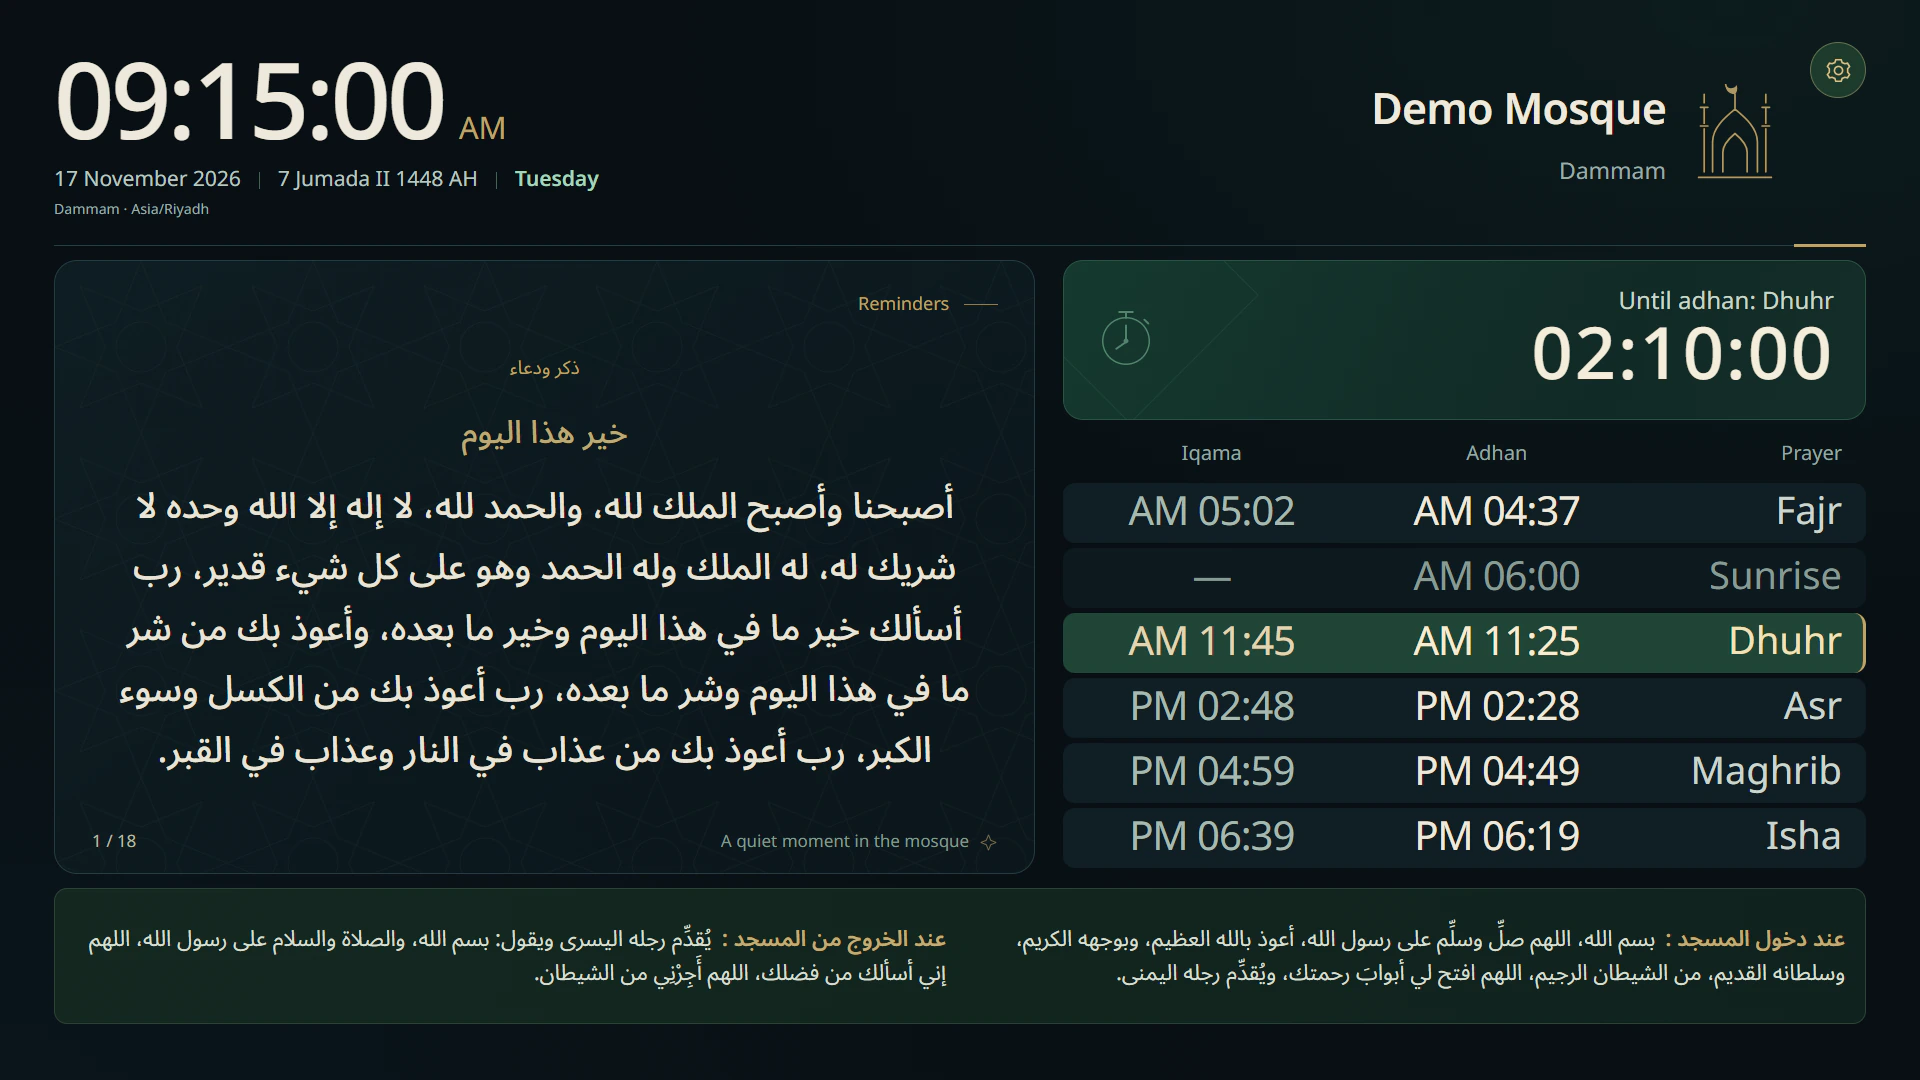 09:15:00 AM
17 November 2026 | 7 Jumada II 1448 AH | Tuesday
Dammam · Asia/Riyadh
Demo Mosque
Dammam
Reminders
ذكر ودعاء
خير هذا اليوم
أصبحنا وأصبح الملك لله، والحمد لله، لا إله إلا الله وحده لا
شريك له، له الملك وله الحمد وهو على كل شيء قدير، رب
أسألك خير ما في هذا اليوم وخير ما بعده، وأعوذ بك من شر
ما في هذا اليوم وشر ما بعده، رب أعوذ بك من الكسل وسوء
الكبر، رب أعوذ بك من عذاب في النار وعذاب في القبر.
1 / 18
A quiet moment in the mosque
Until adhan: Dhuhr
02:10:00
Iqama Adhan Prayer
AM 05:02 AM 04:37 Fajr
— AM 06:00 Sunrise
AM 11:45 AM 11:25 Dhuhr
PM 02:48 PM 02:28 Asr
PM 04:59 PM 04:49 Maghrib
PM 06:39 PM 06:19 Isha
عند دخول المسجد : بسم الله، اللهم صلِّ وسلِّم على رسول الله، أعوذ بالله العظيم، وبوجهه الكريم،
وسلطانه القديم، من الشيطان الرجيم، اللهم افتح لي أبوابَ رحمتك، ويُقدِّم رجله اليمنى.
عند الخروج من المسجد : يُقدِّم رجله اليسرى ويقول: بسم الله، والصلاة والسلام على رسول الله، اللهم
إني أسألك من فضلك، اللهم أَجِرْنِي من الشيطان.